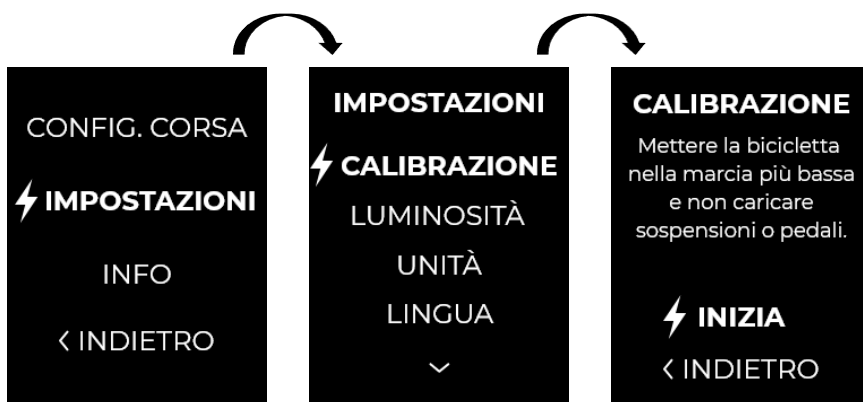 CONFIG. CORSA
IMPOSTAZIONI
INFO
< INDIETRO
IMPOSTAZIONI
CALIBRAZIONE
LUMINOSITÀ
UNITÀ
LINGUA
CALIBRAZIONE
Mettere la bicicletta
nella marcia più bassa
e non caricare
sospensioni o pedali.
INIZIA
< INDIETRO